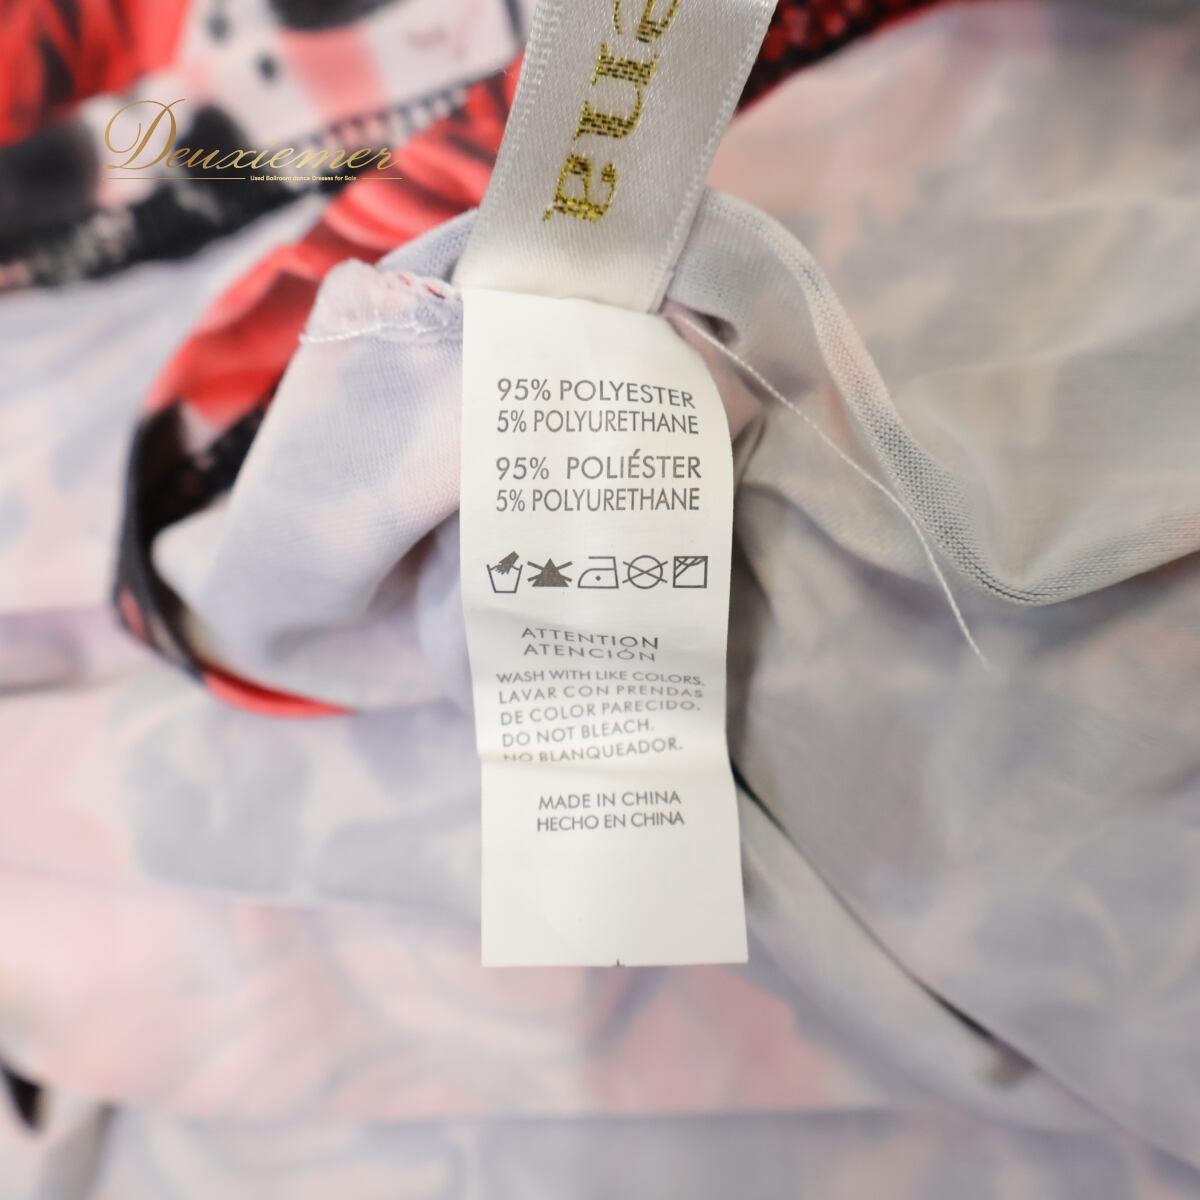 Deuxiemer
Used Ballroom dance Dresses for Sale
95% POLYESTER
5% POLYURETHANE
95% POLIÉSTER
5% POLYURETHANE
ATTENTION
ATENCIÓN
WASH WITH LIKE COLORS.
LAVAR CON PRENDAS
DE COLOR PARECIDO.
DO NOT BLEACH.
NO BLANQUEADOR.
MADE IN CHINA
HECHO EN CHINA